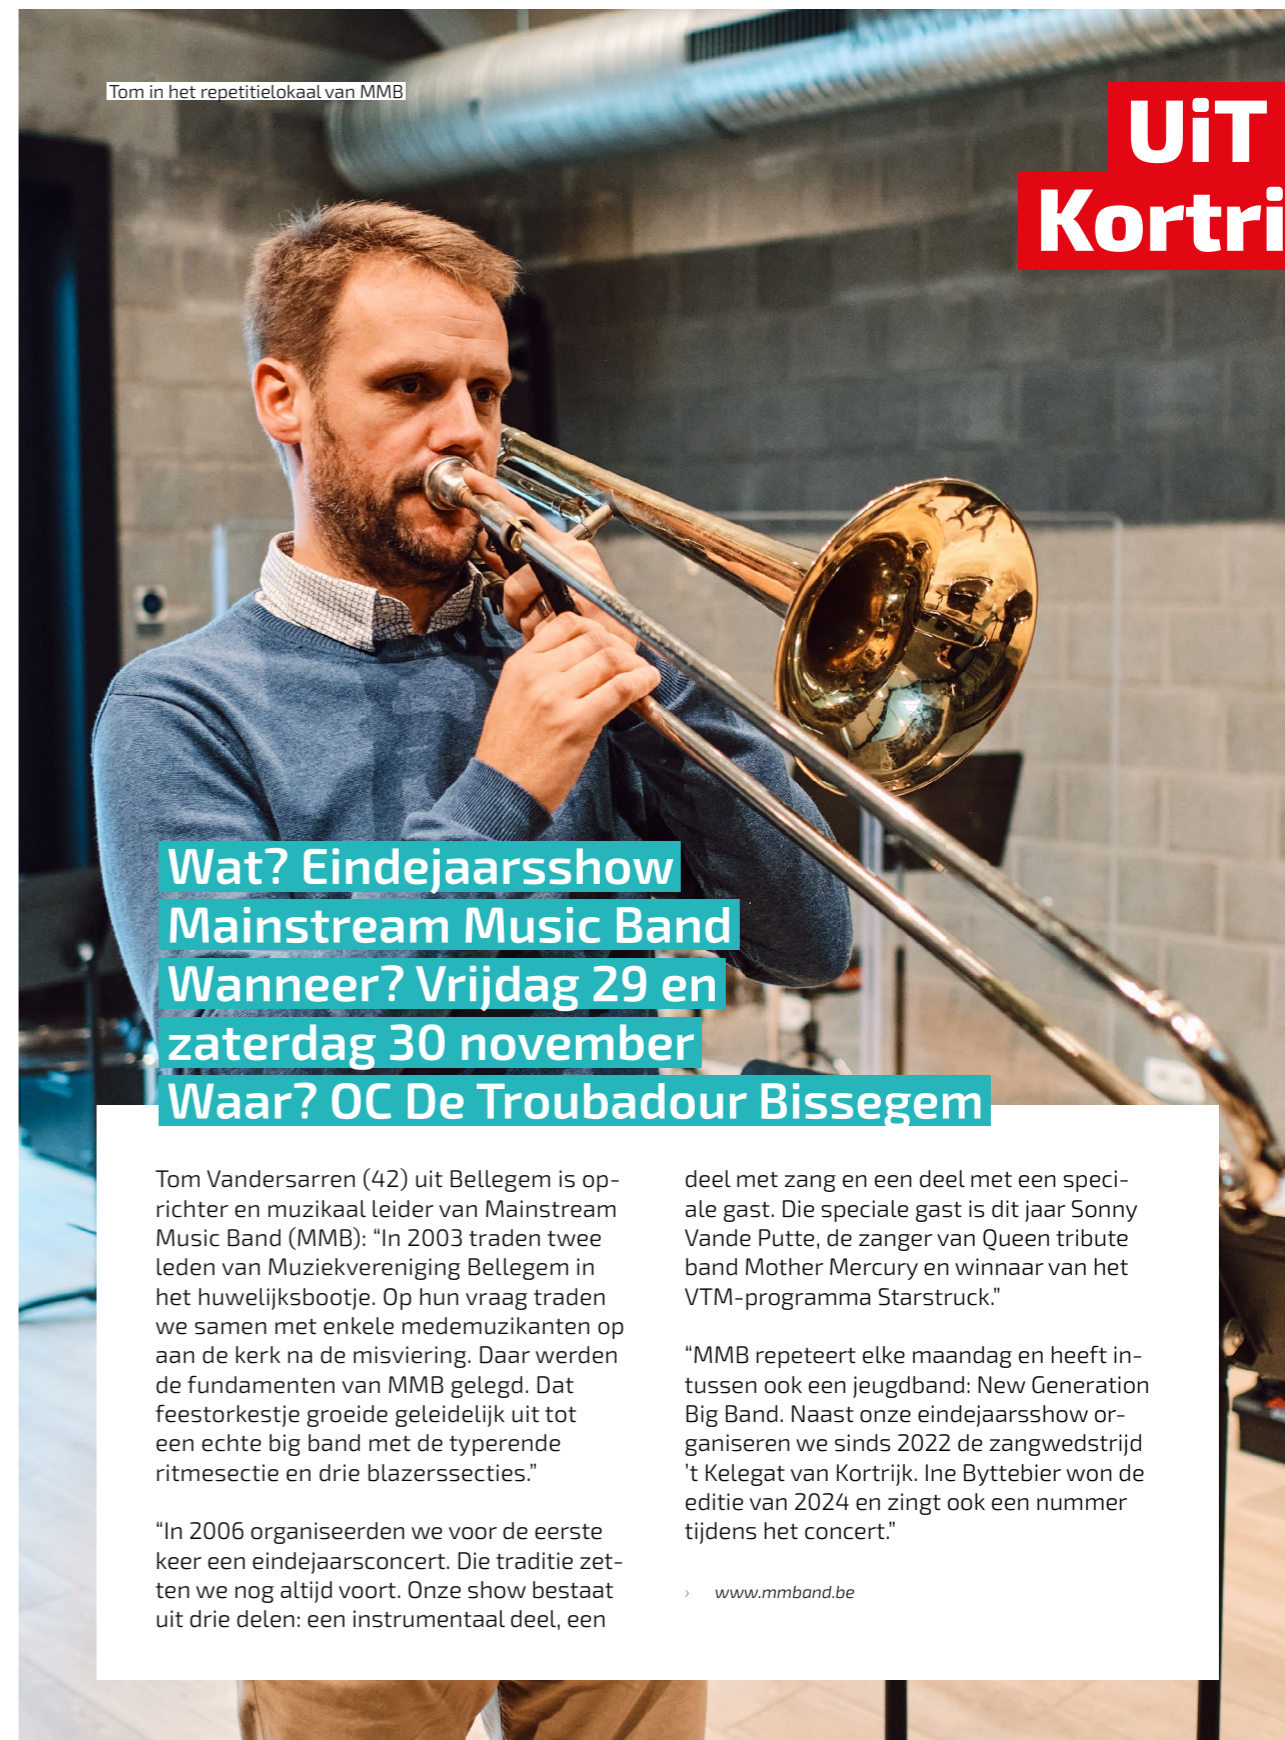 Tom in het repetitielokaal van MMB
UiT
Kortri
Wat? Eindejaarsshow
Mainstream Music Band
Wanneer? Vrijdag 29 en
zaterdag 30 november
Waar? OC De Troubadour Bissegem
Tom Vandersarren (42) uit Bellegem is op-
richter en muzikaal leider van Mainstream
Music Band (MMB): “In 2003 traden twee
leden van Muziekvereniging Bellegem in
het huwelijksbootje. Op hun vraag traden
we samen met enkele medemuzikanten op
aan de kerk na de misviering. Daar werden
de fundamenten van MMB gelegd. Dat
feestorkestje groeide geleidelijk uit tot
een echte big band met de typerende
ritmesectie en drie blazerssecties.”
“In 2006 organiseerden we voor de eerste
keer een eindejaarsconcert. Die traditie zet-
ten we nog altijd voort. Onze show bestaat
uit drie delen: een instrumentaal deel, een
deel met zang en een deel met een speci-
ale gast. Die speciale gast is dit jaar Sonny
Vande Putte, de zanger van Queen tribute
band Mother Mercury en winnaar van het
VTM-programma Starstruck.”
“MMB repeteert elke maandag en heeft in-
tussen ook een jeugdband: New Generation
Big Band. Naast onze eindejaarsshow or-
ganiseren we sinds 2022 de zangwedstrijd
’t Kelegat van Kortrijk. Ine Byttebier won de
editie van 2024 en zingt ook een nummer
tijdens het concert.”
› www.mmband.be